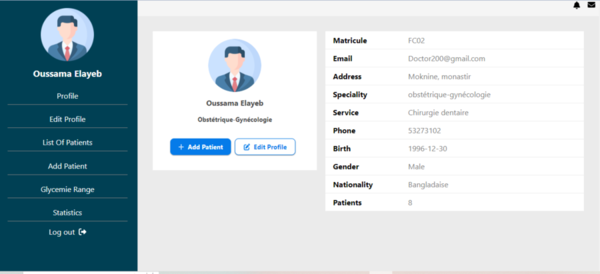 Oussama Elayeb
Profile
Edit Profile
List Of Patients
Add Patient
Glycemie Range
Statistics
Log out
Oussama Elayeb
Obstétrique-Gynécologie
+ Add Patient
Edit Profile
Matricule FC02
Email Doctor200@gmail.com
Address Moknine, monastir
Speciality obstétrique-gynécologie
Service Chirurgie dentaire
Phone 53273102
Birth 1996-12-30
Gender Male
Nationality Bangladaise
Patients 8